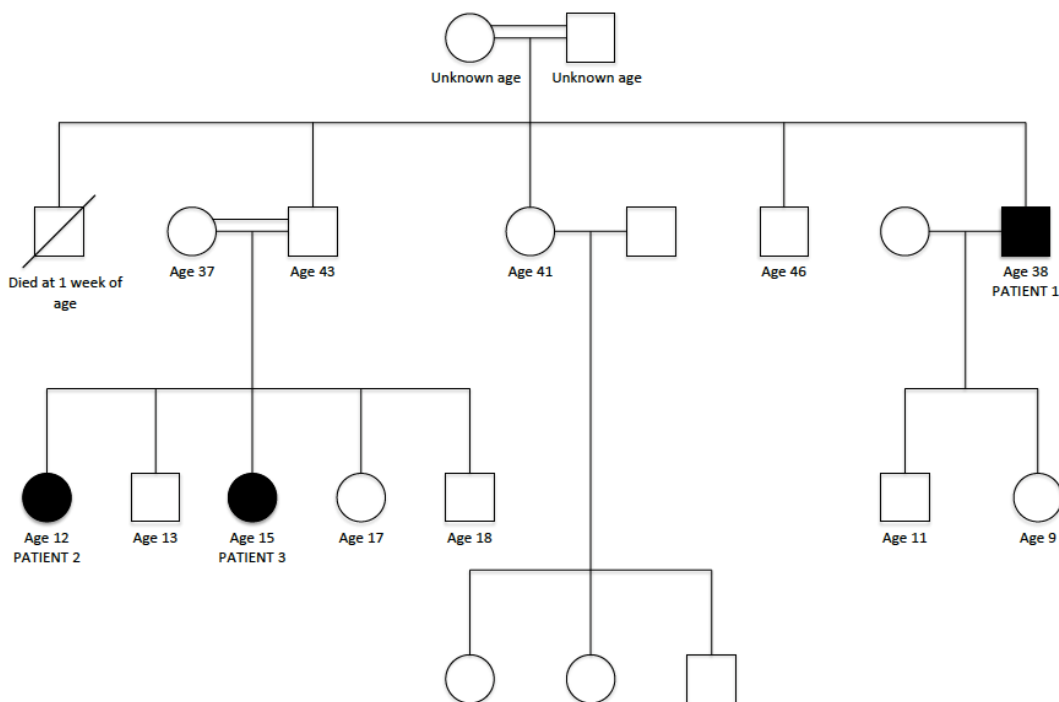 Unknown age
Unknown age
Died at 1 week of
age
Age 37
Age 43
Age 41
Age 46
Age 38
PATIENT 1
Age 12
PATIENT 2
Age 13
Age 15
PATIENT 3
Age 17
Age 18
Age 11
Age 9